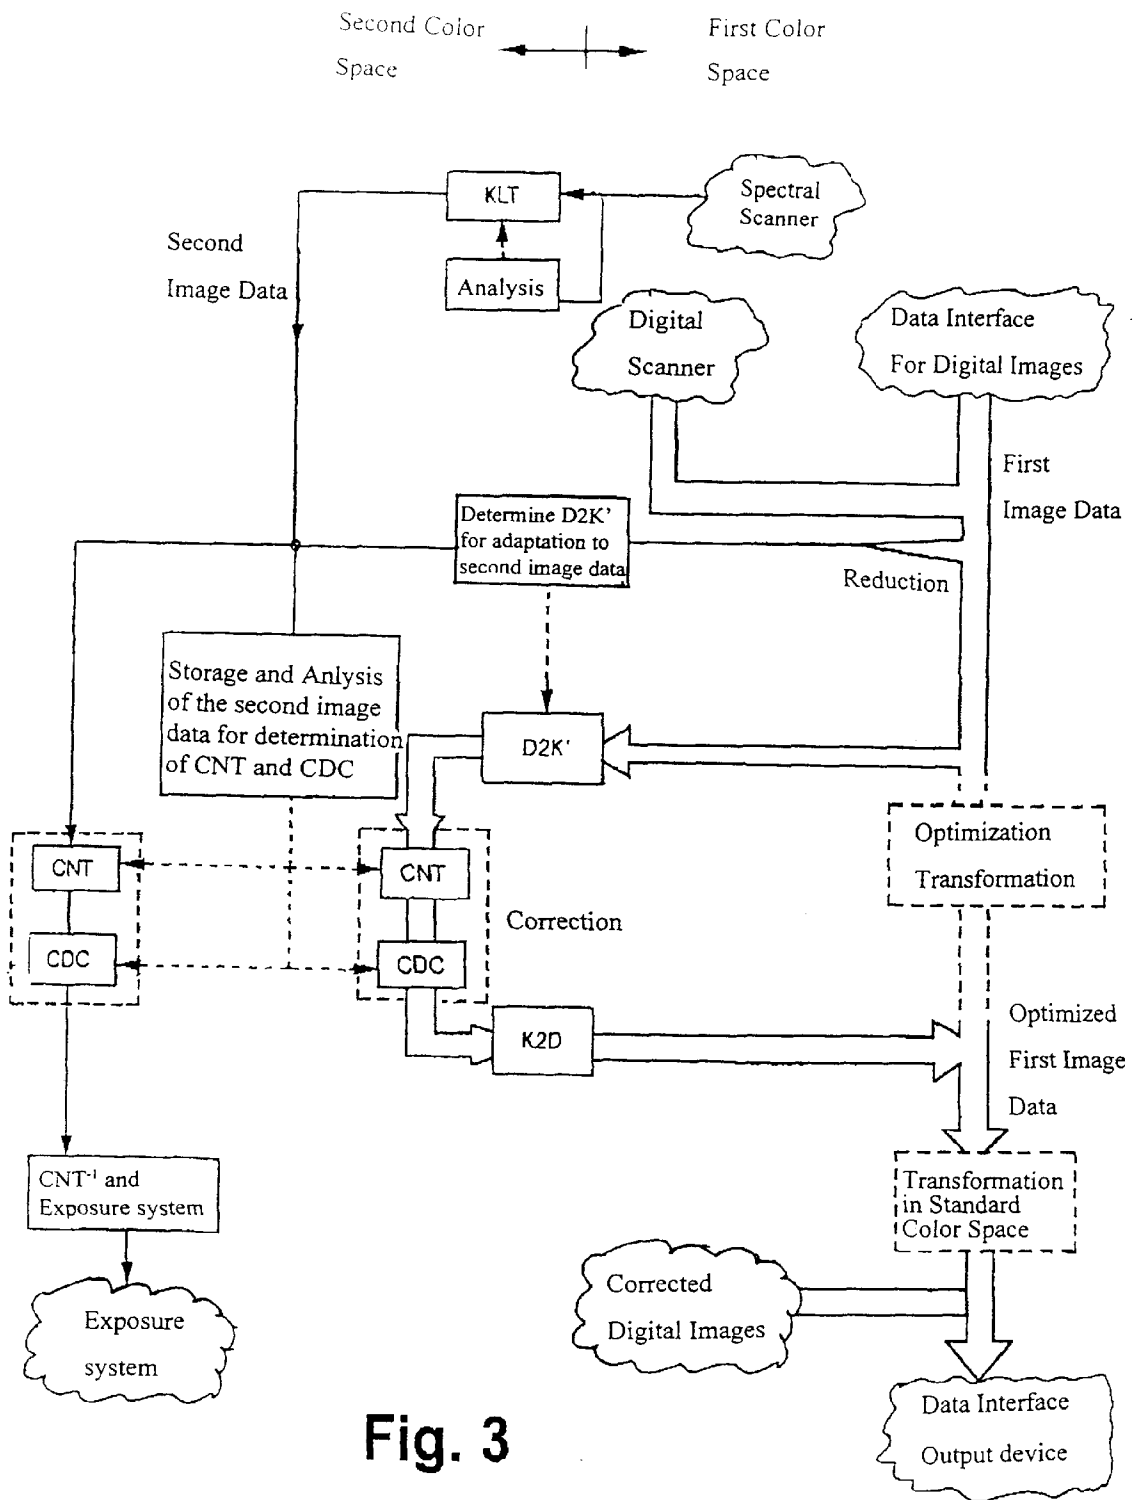 Second Color
Space
First Color
Space
KLT
Spectral
Scanner
Second
Image Data
Analysis
Digital
Scanner
Data Interface
For Digital Images
First
Image Data
Determine D2K'
for adaptation to
second image data
Reduction
Storage and Anlysis
of the second image
data for determination
of CNT and CDC
D2K'
Optimization
Transformation
CNT
CNT
Correction
CDC
CDC
K2D
Optimized
First Image
Data
CNT⁻¹ and
Exposure system
Transformation
in Standard
Color Space
Exposure
system
Corrected
Digital Images
Data Interface
Output device
Fig. 3